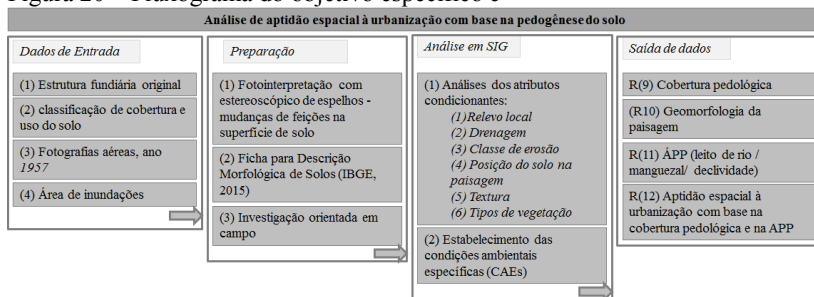 Figura 20 – Fluxograma do objetivo específico e
Análise de aptidão espacial à urbanização com base na pedogênese do solo
Dados de Entrada
(1) Estrutura fundiária original
(2) classificação de cobertura e
uso do solo
(3) Fotografias aéreas, ano
1957
(4) Área de inundações
Preparação
(1) Fotointerpretação com
estereoscópico de espelhos -
mudanças de feições na
superfície de solo
(2) Ficha para Descrição
Morfológica de Solos (IBGE,
2015)
(3) Investigação orientada em
campo
Análise em SIG
(1) Análises dos atributos
condicionantes:
(1)Relevo local
(2) Drenagem
(3) Classe de erosão
(4) Posição do solo na
paisagem
(5) Textura
(6) Tipos de vegetação
(2) Estabelecimento das
condições ambientais
específicas (CAEs)
Saída de dados
R(9) Cobertura pedológica
(R10) Geomorfologia da
paisagem
R(11) ÁPP (leito de rio /
manguezal/ declividade)
R(12) Aptidão espacial à
urbanização com base na
cobertura pedológica e na APP